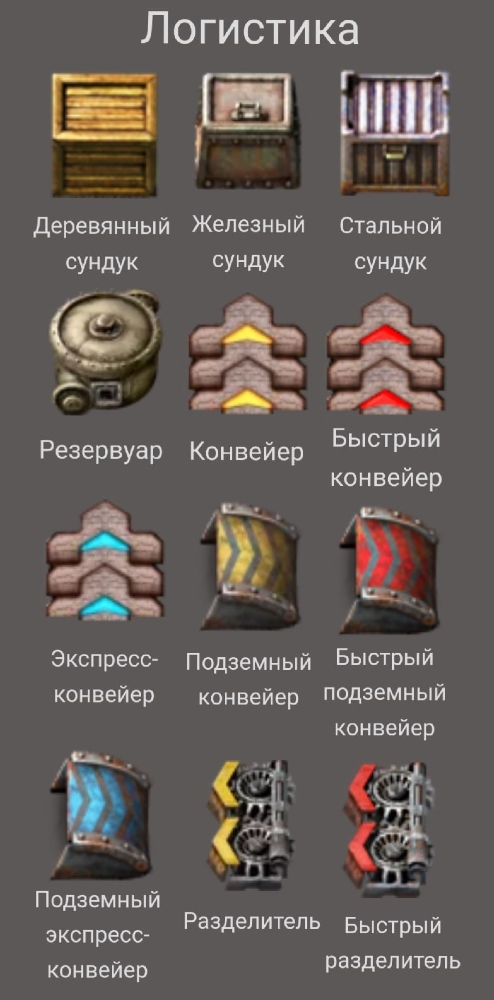 Логистика
Деревянный
сундук
Железный
сундук
Стальной
сундук
Резервуар
Конвейер
Быстрый
конвейер
Экспресс-
конвейер
Подземный
конвейер
Быстрый
подземный
конвейер
Подземный
экспресс-
конвейер
Разделитель
Быстрый
разделитель